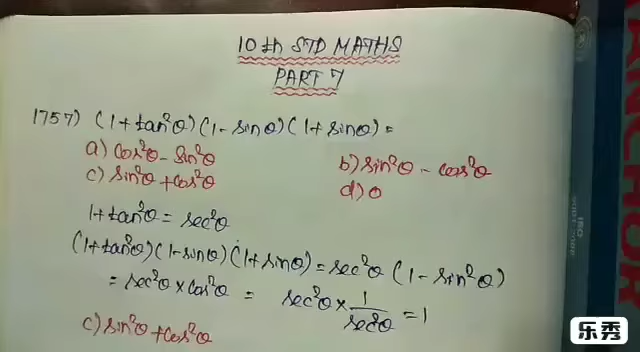 10th STD MATHS
PART 7
1757) (1+tan²θ)(1-sinθ)(1+sinθ)=
a) cos²θ - sin²θ b) sin²θ - cos²θ
c) sin²θ + cos²θ d) 0
1+tan²θ = sec²θ
(1+tan²θ)(1-sinθ)(1+sinθ) = sec²θ (1-sin²θ)
= sec²θ × cos²θ = sec²θ × 1/sec²θ = 1
c) sin²θ + cos²θ
ANCHOR
ISO
乐秀